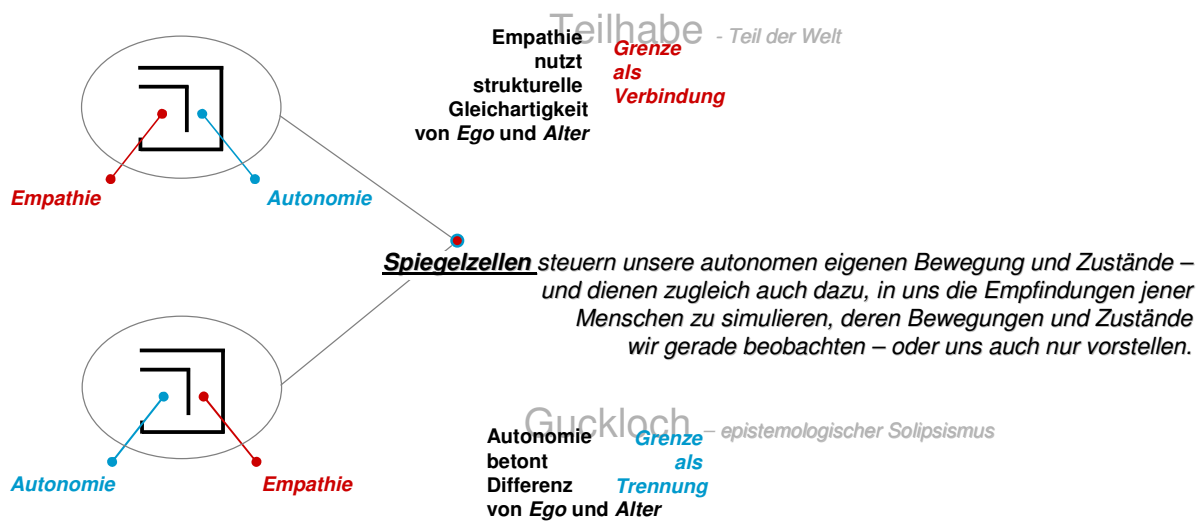 Teilhabe - Teil der Welt
Empathie Grenze
nutzt als
strukturelle Verbindung
Gleichartigkeit
von Ego und Alter
Empathie
Autonomie
Spiegelzellen steuern unsere autonomen eigenen Bewegung und Zustände –
und dienen zugleich auch dazu, in uns die Empfindungen jener
Menschen zu simulieren, deren Bewegungen und Zustände
wir gerade beobachten – oder uns auch nur vorstellen.
Guckloch – epistemologischer Solipsismus
Autonomie Grenze
betont als
Differenz Trennung
von Ego und Alter
Autonomie
Empathie